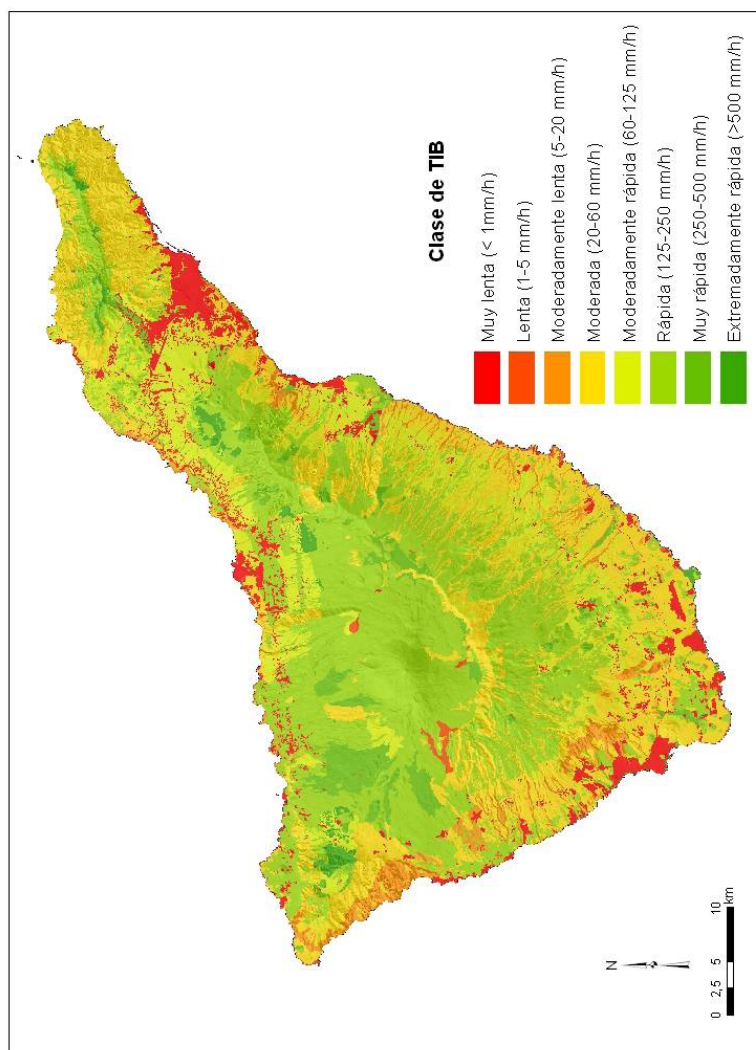 Clase de TIB
Muy lenta (< 1mm/h)
Lenta (1-5 mm/h)
Moderadamente lenta (5-20 mm/h)
Moderada (20-60 mm/h)
Moderadamente rápida (60-125 mm/h)
Rápida (125-250 mm/h)
Muy rápida (250-500 mm/h)
Extremadamente rápida (>500 mm/h)
N
0 2,5 5 10
km